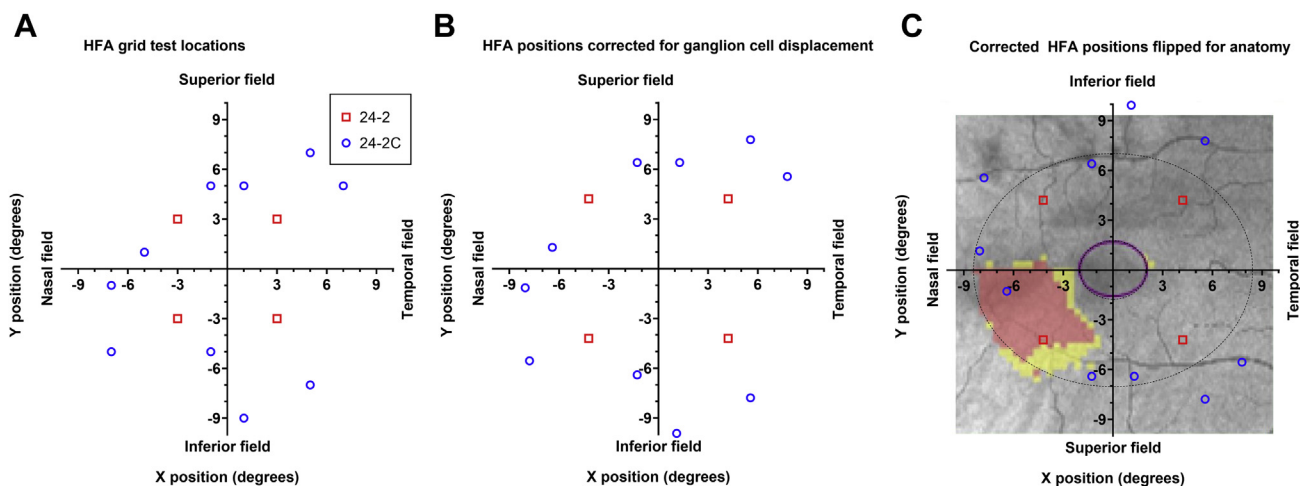 A
HFA grid test locations
Superior field
24-2
24-2C
9
6
3
-9 -6 -3 3 6 9
-3
-6
-9
Y position (degrees)
Nasal field
Temporal field
Inferior field
X position (degrees)
B
HFA positions corrected for ganglion cell displacement
Superior field
9
6
3
-9 -6 -3 3 6 9
-3
-6
-9
Y position (degrees)
Nasal field
Temporal field
Inferior field
X position (degrees)
C
Corrected HFA positions flipped for anatomy
Inferior field
9
6
3
-9 -6 -3 3 6 9
-3
-6
-9
Y position (degrees)
Nasal field
Temporal field
Superior field
X position (degrees)